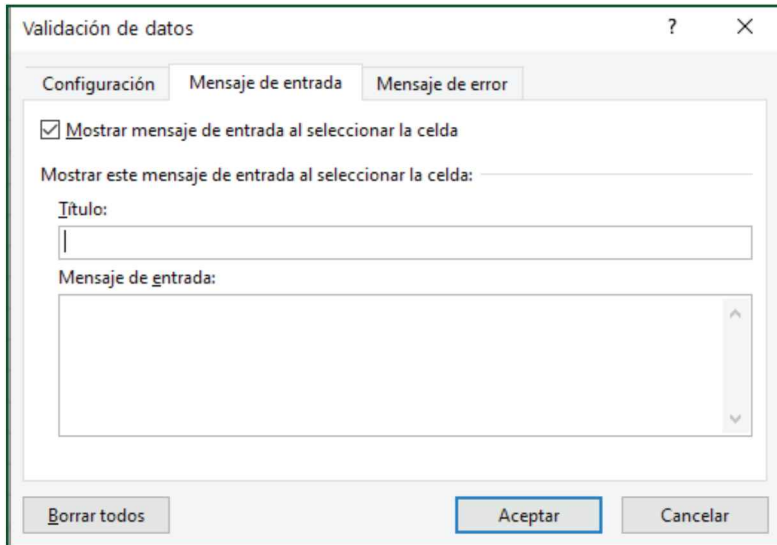 Validación de datos ?
Configuración Mensaje de entrada Mensaje de error
Mostrar mensaje de entrada al seleccionar la celda
Mostrar este mensaje de entrada al seleccionar la celda:
Título:
Mensaje de entrada:
Borrar todos Aceptar Cancelar